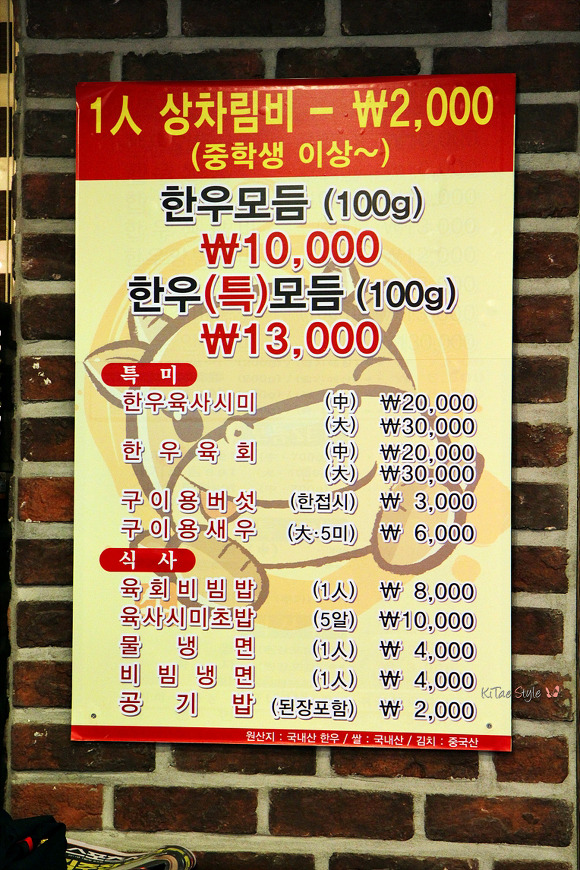 1人 상차림비 - ₩2,000
(중학생 이상~)
한우모듬 (100g)
₩10,000
한우(특)모듬 (100g)
₩13,000
특 미
한우육사시미 (中) ₩20,000
(大) ₩30,000
한 우 육 회 (中) ₩20,000
(大) ₩30,000
구이용버섯 (한접시) ₩ 3,000
구이용새우 (大·5미) ₩ 6,000
식 사
육회비빔밥 (1人) ₩ 8,000
육사시미초밥 (5알) ₩10,000
물 냉 면 (1人) ₩ 4,000
비 빔 냉 면 (1人) ₩ 4,000
공 기 밥 (된장포함) ₩ 2,000
KiTae Style
원산지 : 국내산 한우 / 쌀 : 국내산 / 김치 : 중국산